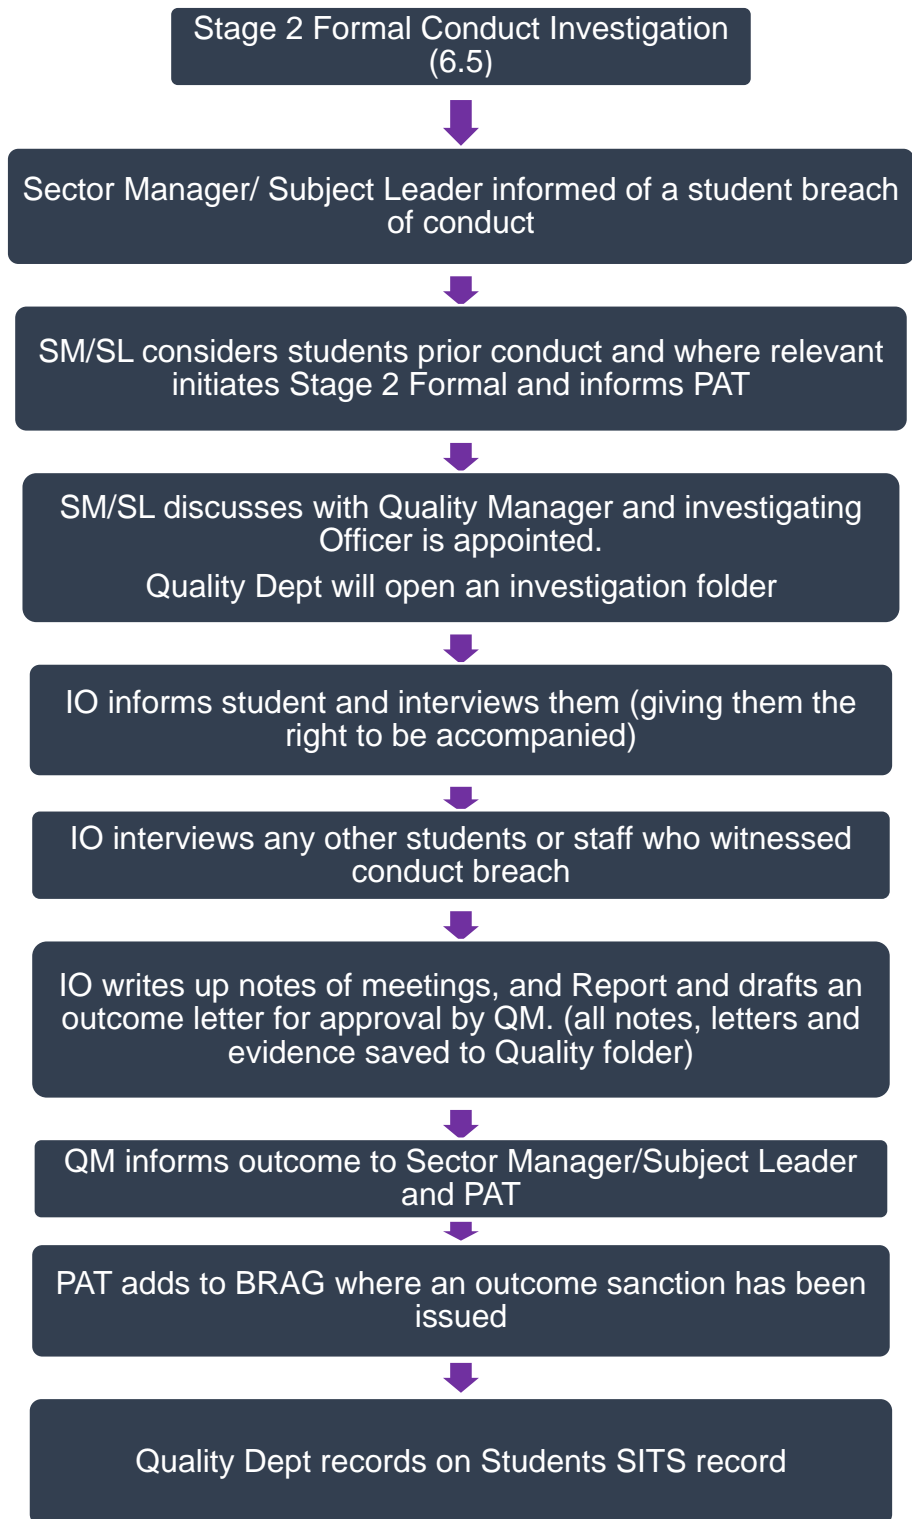 Stage 2 Formal Conduct Investigation
(6.5)
Sector Manager/ Subject Leader informed of a student breach
of conduct
SM/SL considers students prior conduct and where relevant
initiates Stage 2 Formal and informs PAT
SM/SL discusses with Quality Manager and investigating
Officer is appointed.
Quality Dept will open an investigation folder
IO informs student and interviews them (giving them the
right to be accompanied)
IO interviews any other students or staff who witnessed
conduct breach
IO writes up notes of meetings, and Report and drafts an
outcome letter for approval by QM. (all notes, letters and
evidence saved to Quality folder)
QM informs outcome to Sector Manager/Subject Leader
and PAT
PAT adds to BRAG where an outcome sanction has been
issued
Quality Dept records on Students SITS record